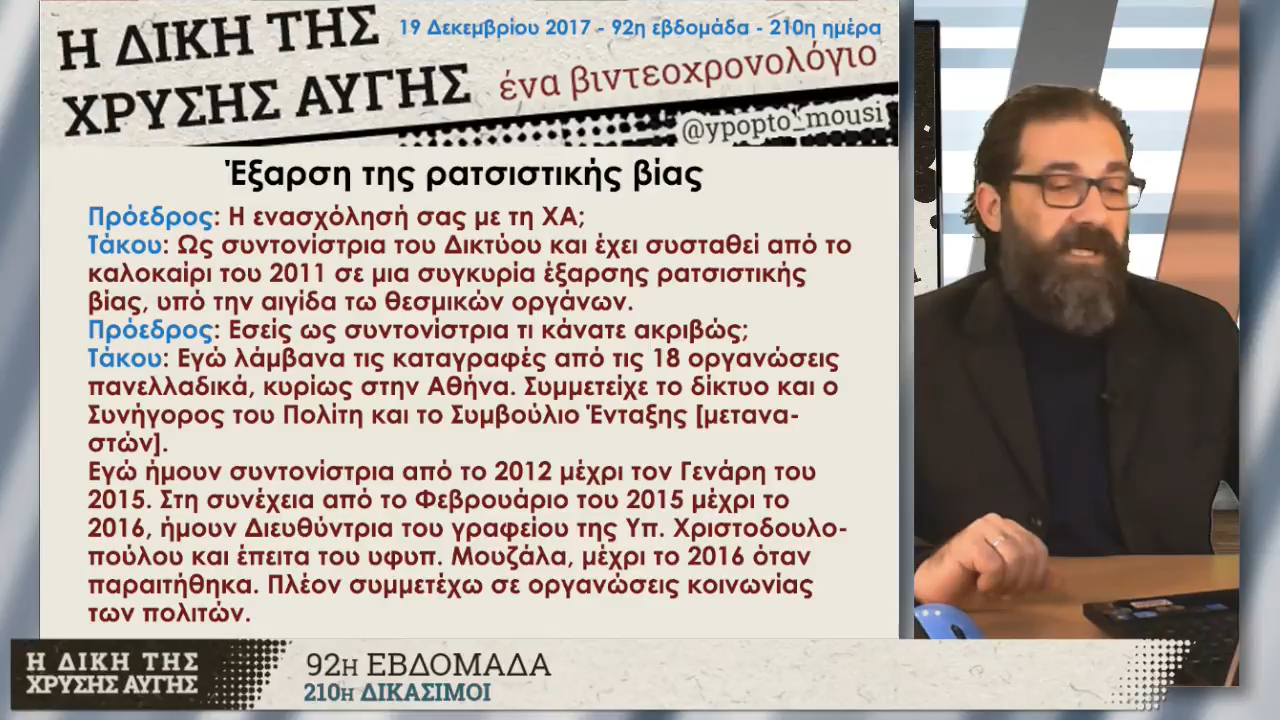 Η ΔΙΚΗ ΤΗΣ
ΧΡΥΣΗΣ ΑΥΓΗΣ
19 Δεκεμβρίου 2017 - 92η εβδομάδα - 210η ημέρα
ένα βιντεοχρονολόγιο
@ypopto_mousi
Έξαρση της ρατσιστικής βίας
Πρόεδρος: Η ενασχόλησή σας με τη ΧΑ;
Τάκου: Ως συντονίστρια του Δικτύου και έχει συσταθεί από το
καλοκαίρι του 2011 σε μια συγκυρία έξαρσης ρατσιστικής
βίας, υπό την αιγίδα τω θεσμικών οργάνων.
Πρόεδρος: Εσείς ως συντονίστρια τι κάνατε ακριβώς;
Τάκου: Εγώ λάμβανα τις καταγραφές από τις 18 οργανώσεις
πανελλαδικά, κυρίως στην Αθήνα. Συμμετείχε το δίκτυο και ο
Συνήγορος του Πολίτη και το Συμβούλιο Ένταξης [μετανα-
στών].
Εγώ ήμουν συντονίστρια από το 2012 μέχρι τον Γενάρη του
2015. Στη συνέχεια από το Φεβρουάριο του 2015 μέχρι το
2016, ήμουν Διευθύντρια του γραφείου της Υπ. Χριστοδουλο-
πούλου και έπειτα του υφυπ. Μουζάλα, μέχρι το 2016 όταν
παραιτήθηκα. Πλέον συμμετέχω σε οργανώσεις κοινωνίας
των πολιτών.
Η ΔΙΚΗ ΤΗΣ
ΧΡΥΣΗΣ ΑΥΓΗΣ
92Η ΕΒΔΟΜΑΔΑ
210Η ΔΙΚΑΣΙΜΟΙ